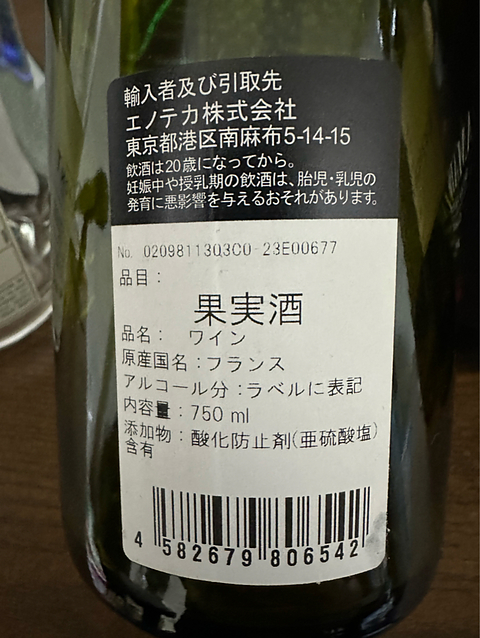 輸入者及び引取先
エノテカ株式会社
東京都港区南麻布5-14-15
飲酒は20歳になってから。
妊娠中や授乳期の飲酒は、胎児・乳児の
発育に悪影響を与えるおそれがあります。
No. 0209811303C0-23E00677
品目：
果実酒
品名： ワイン
原産国名：フランス
アルコール分：ラベルに表記
内容量：750 ml
添加物：酸化防止剤(亜硫酸塩)
含有
4 582679 806542